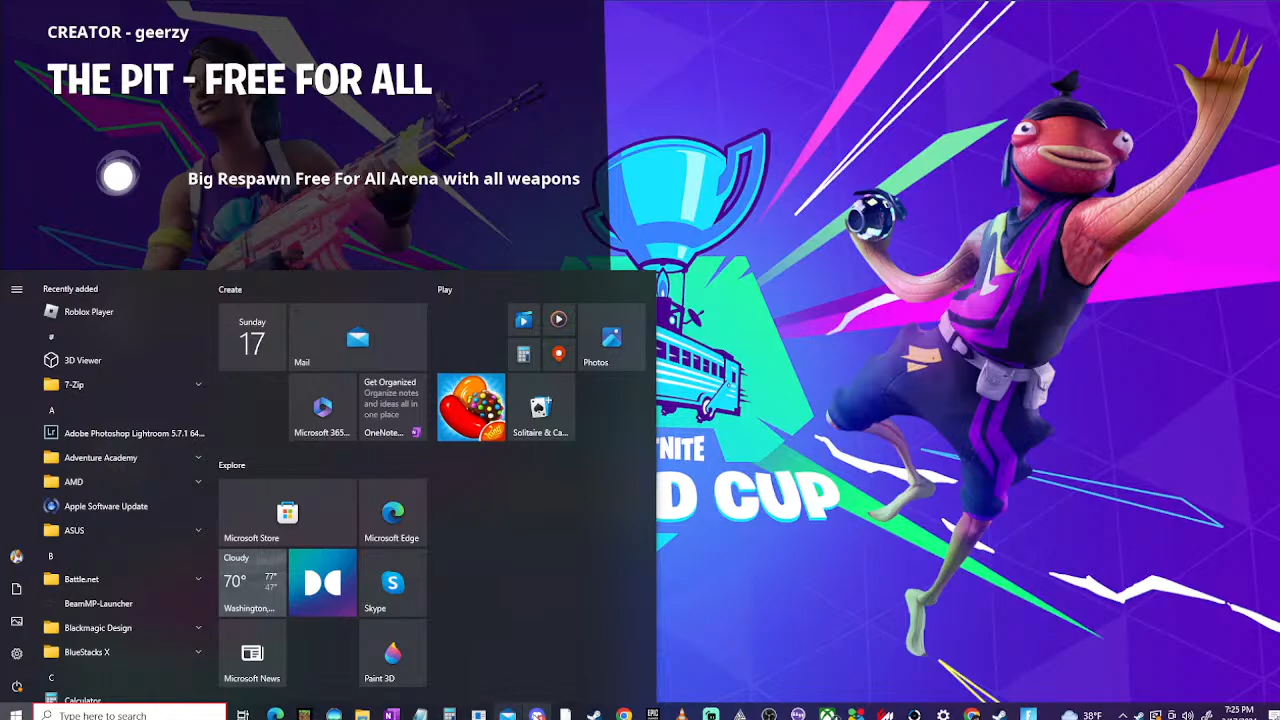 CREATOR - geerzy
THE PIT - FREE FOR ALL
Big Respawn Free For All Arena with all weapons
NITE
D CUP
Recently added
Roblox Player
#
3D Viewer
7-Zip
A
Adobe Photoshop Lightroom 5.7.1 64...
Adventure Academy
AMD
Apple Software Update
ASUS
B
Battle.net
BeamMP-Launcher
Blackmagic Design
BlueStacks X
C
Calculator
Create
Sunday
17
Mail
Microsoft 365...
Get Organized
Organize notes
and ideas all in
one place
OneNote...
Play
Photos
King
Solitaire & Ca...
Explore
Microsoft Store
Microsoft Edge
Cloudy
70°
77°
47°
Washington,...
Skype
Microsoft News
Paint 3D
Type here to search
38°F
7:25 PM